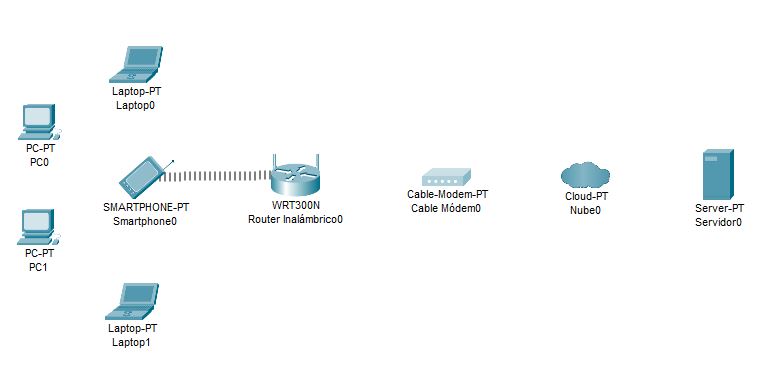 Laptop-PT
Laptop0
PC-PT
PC0
SMARTPHONE-PT
Smartphone0
WRT300N
Router Inalámbrico0
Cable-Modem-PT
Cable Módem0
Cloud-PT
Nube0
Server-PT
Servidor0
PC-PT
PC1
Laptop-PT
Laptop1